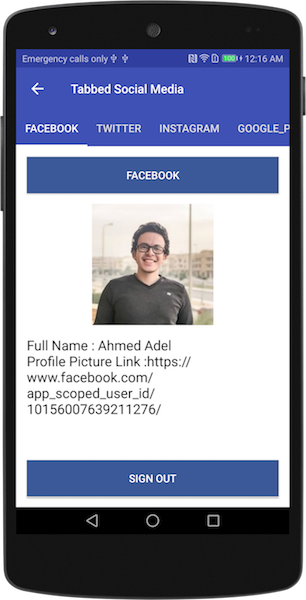 Emergency calls only 100% 12:16 AM
Tabbed Social Media
FACEBOOK TWITTER INSTAGRAM GOOGLE_P
FACEBOOK
Full Name : Ahmed Adel
Profile Picture Link :https://
www.facebook.com/
app_scoped_user_id/
10156007639211276/
SIGN OUT